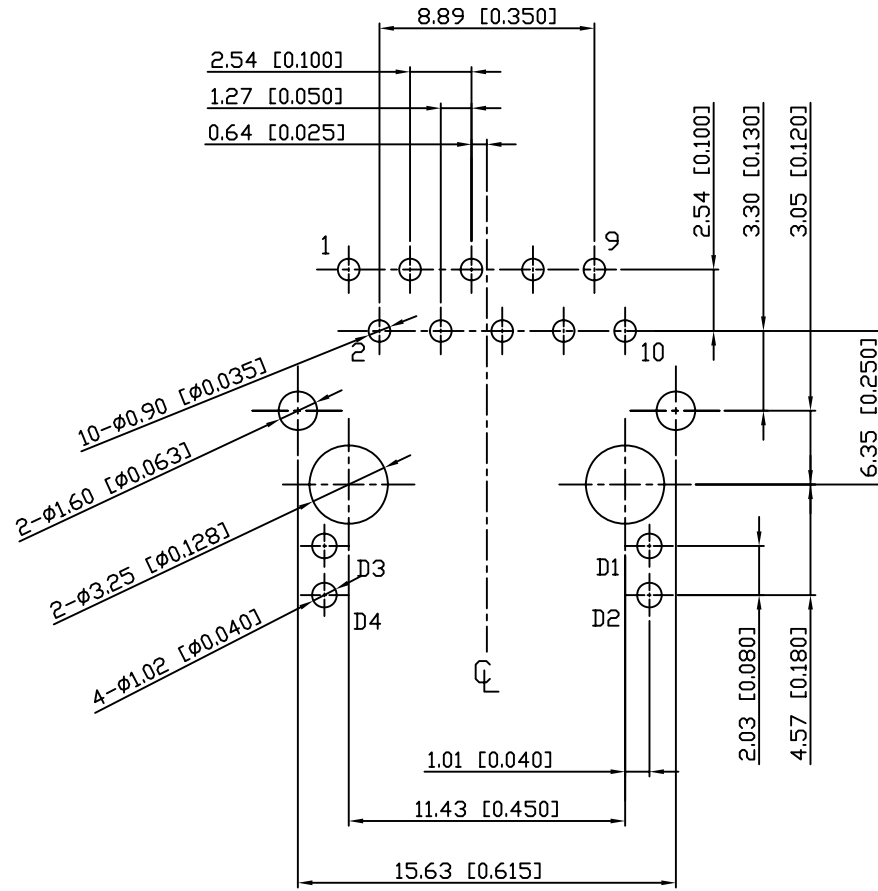 8.89 [0.350]
2.54 [0.100]
1.27 [0.050]
0.64 [0.025]
2.54 [0.100]
3.30 [0.130]
3.05 [0.120]
1
9
2
10
6.35 [0.250]
10-ø0.90 [ø0.035]
2-ø1.60 [ø0.063]
2-ø3.25 [ø0.128]
4-ø1.02 [ø0.040]
D3
D1
D4
D2
CL
2.03 [0.080]
4.57 [0.180]
1.01 [0.040]
11.43 [0.450]
15.63 [0.615]